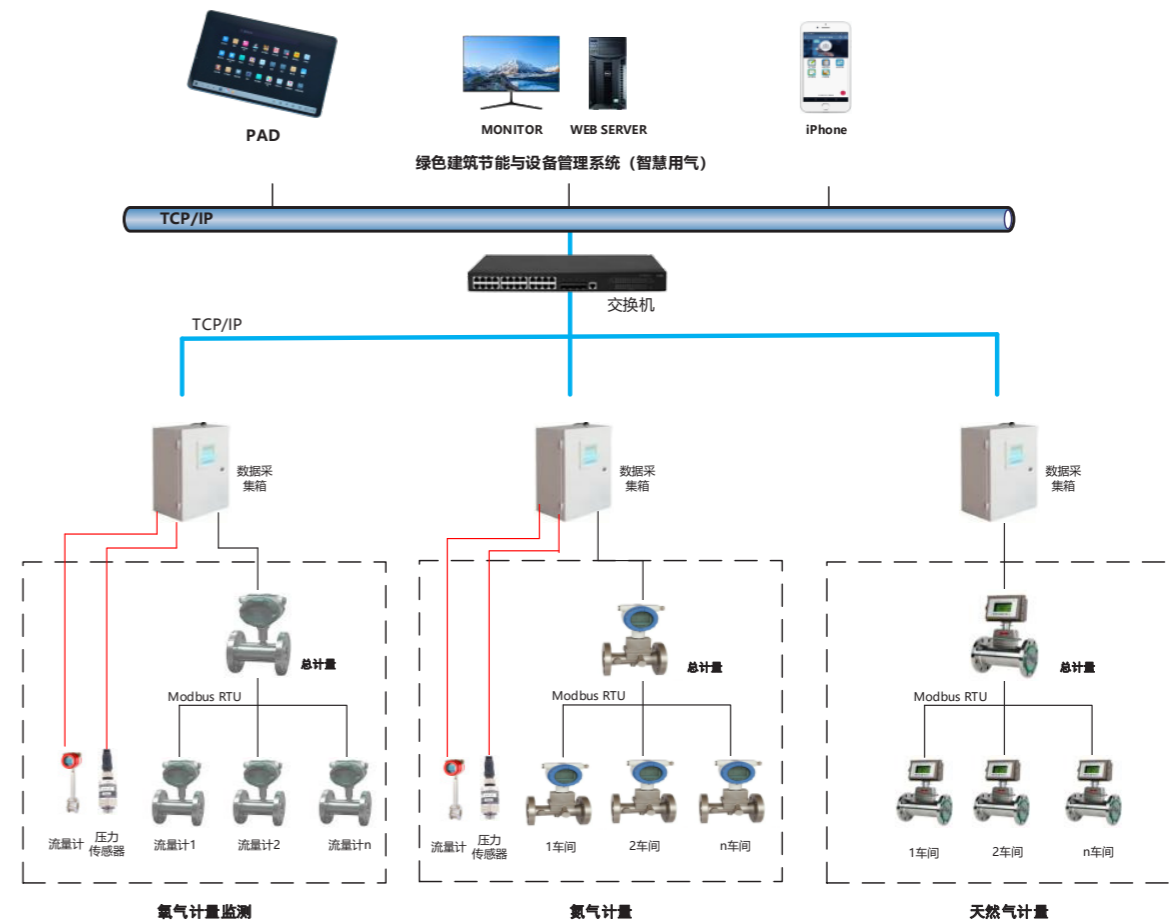 PAD
MONITOR
WEB SERVER
iPhone
绿色建筑节能与设备管理系统（智慧用气）
TCP/IP
交换机
TCP/IP
数据采
集箱
数据采
集箱
数据采
集箱
总计量
总计量
总计量
Modbus RTU
Modbus RTU
Modbus RTU
流量计
压力
传感器
流量计1
流量计2
流量计n
流量计
压力
传感器
1车间
2车间
n车间
1车间
2车间
n车间
氧气计量监测
氮气计量
天然气计量